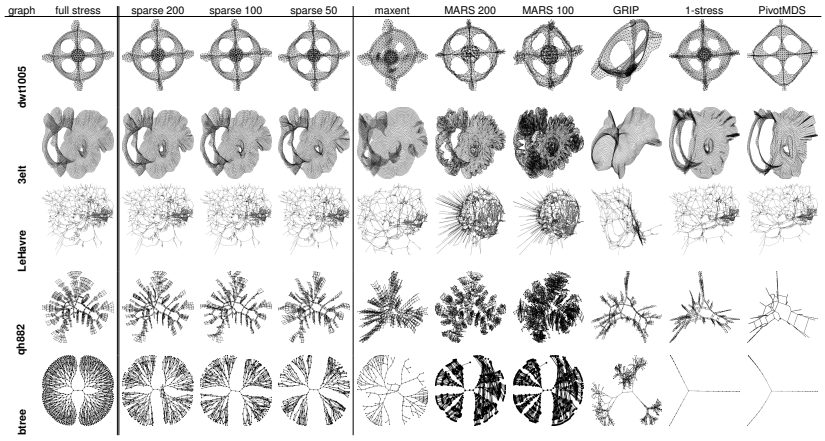 graph full stress sparse 200 sparse 100 sparse 50 maxent MARS 200 MARS 100 GRIP 1-stress PivotMDS
dwt1005
3elt
LeHavre
qh882
btree